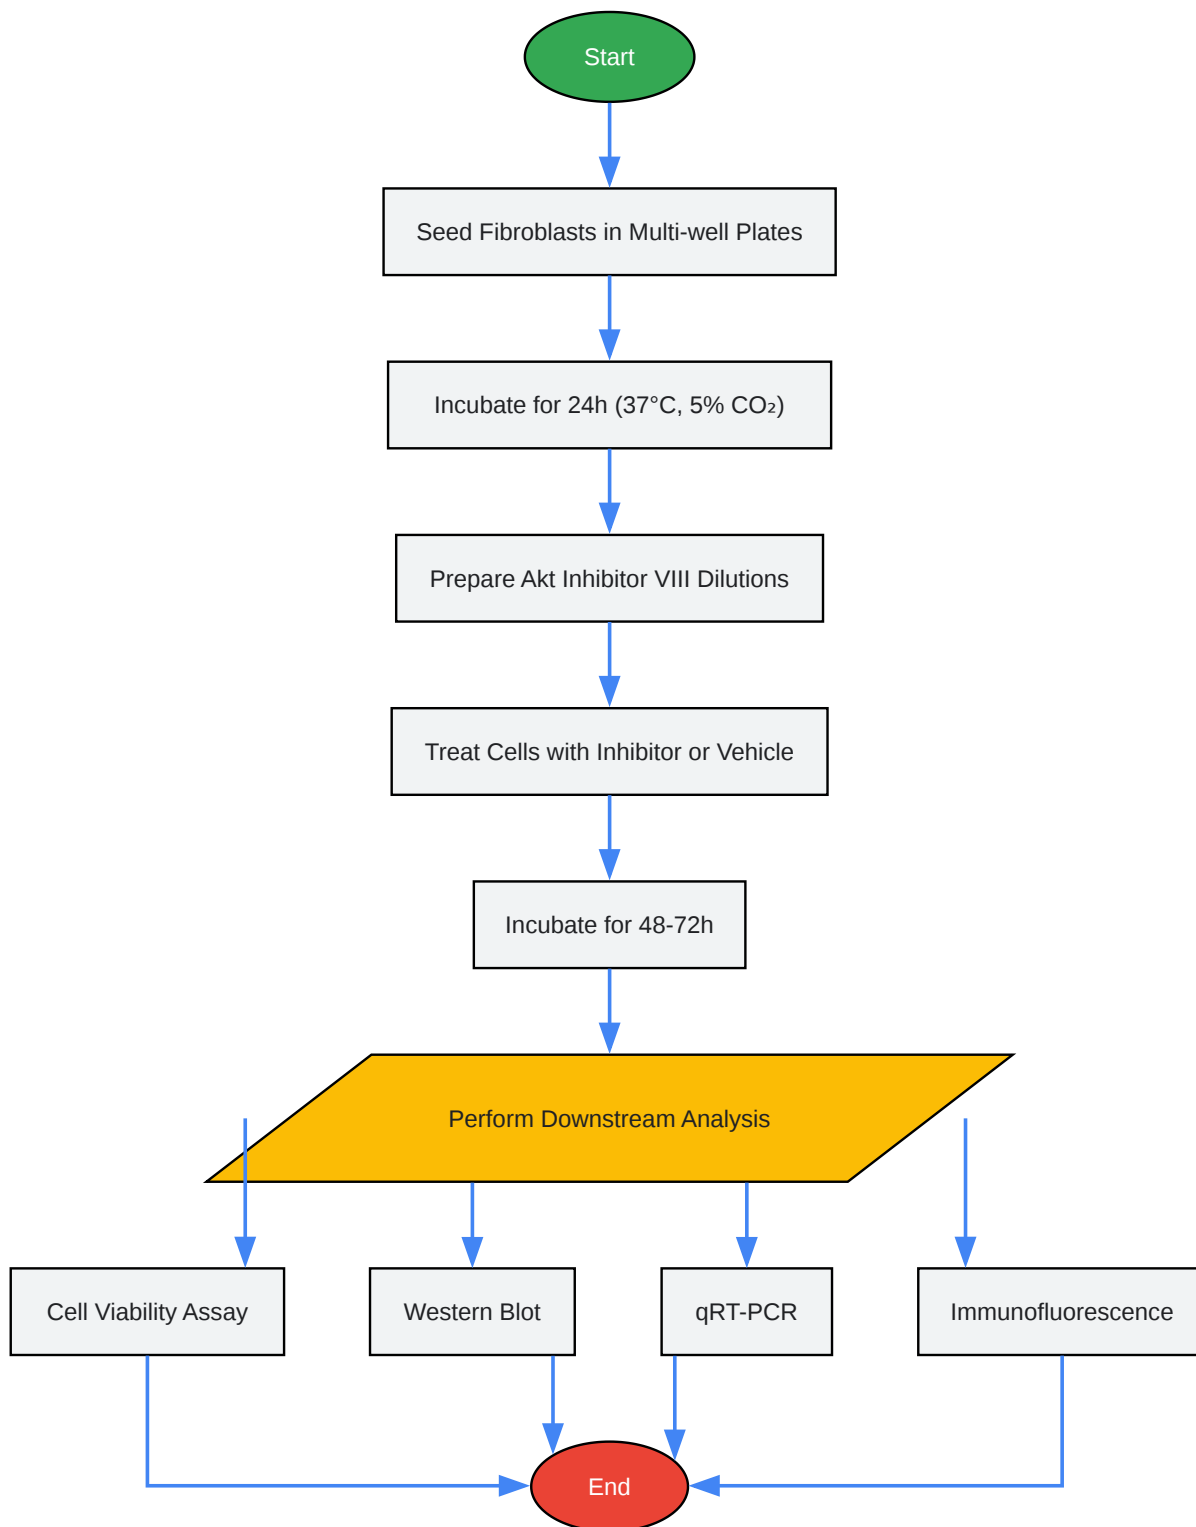 Start
Seed Fibroblasts in Multi-well Plates
Incubate for 24h (37°C, 5% CO₂)
Prepare Akt Inhibitor VIII Dilutions
Treat Cells with Inhibitor or Vehicle
Incubate for 48-72h
Perform Downstream Analysis
Cell Viability Assay
Western Blot
qRT-PCR
Immunofluorescence
End